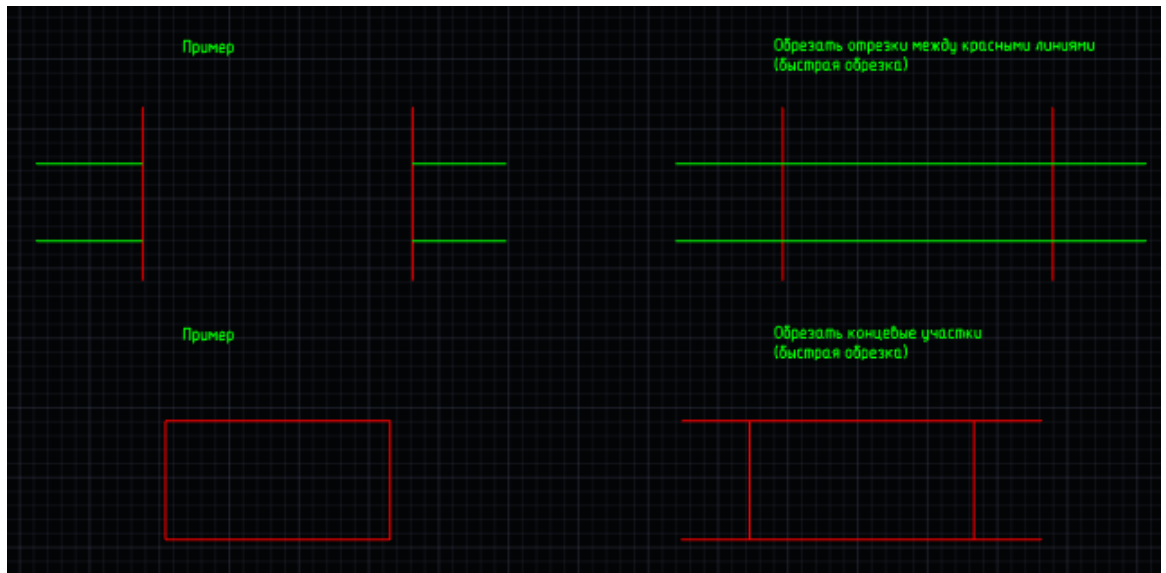 Пример
Обрезать отрезки между красными линиями
(быстрая обрезка)
Пример
Обрезать концевые участки
(быстрая обрезка)